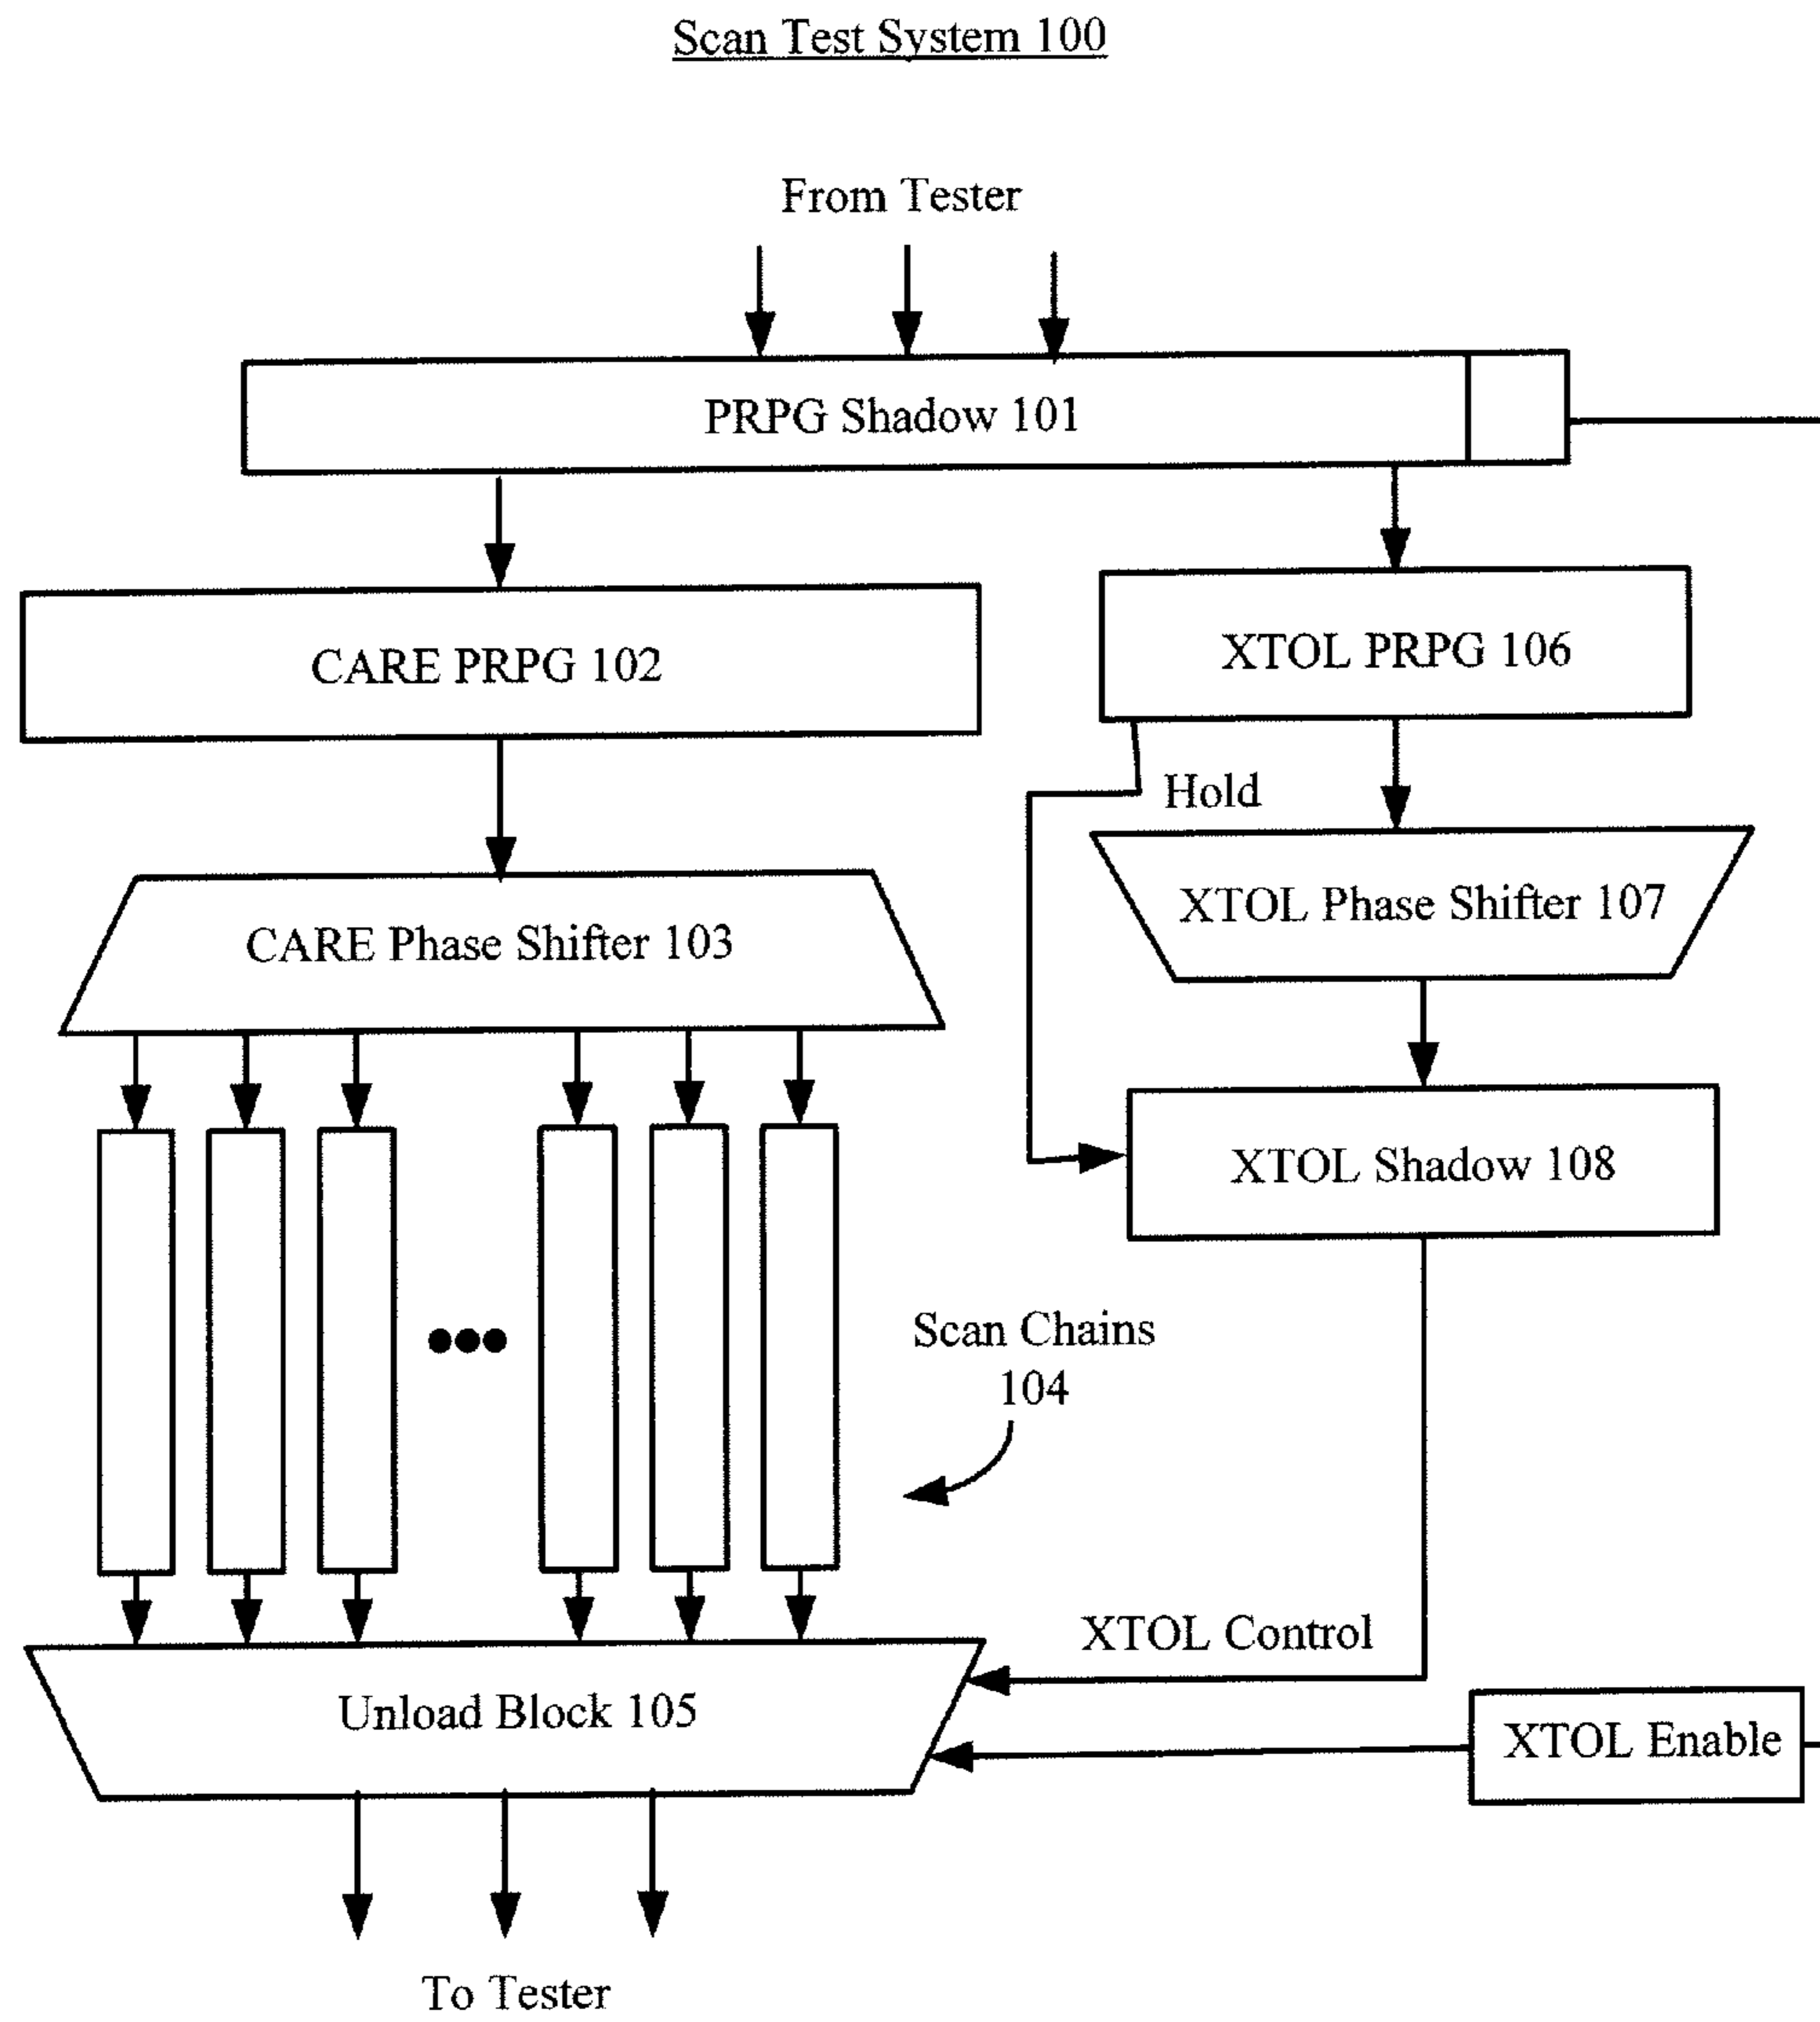 Scan Test System 100
From Tester
PRPG Shadow 101
CARE PRPG 102
XTOL PRPG 106
Hold
XTOL Phase Shifter 107
CARE Phase Shifter 103
XTOL Shadow 108
Scan Chains
104
XTOL Control
Unload Block 105
XTOL Enable
To Tester